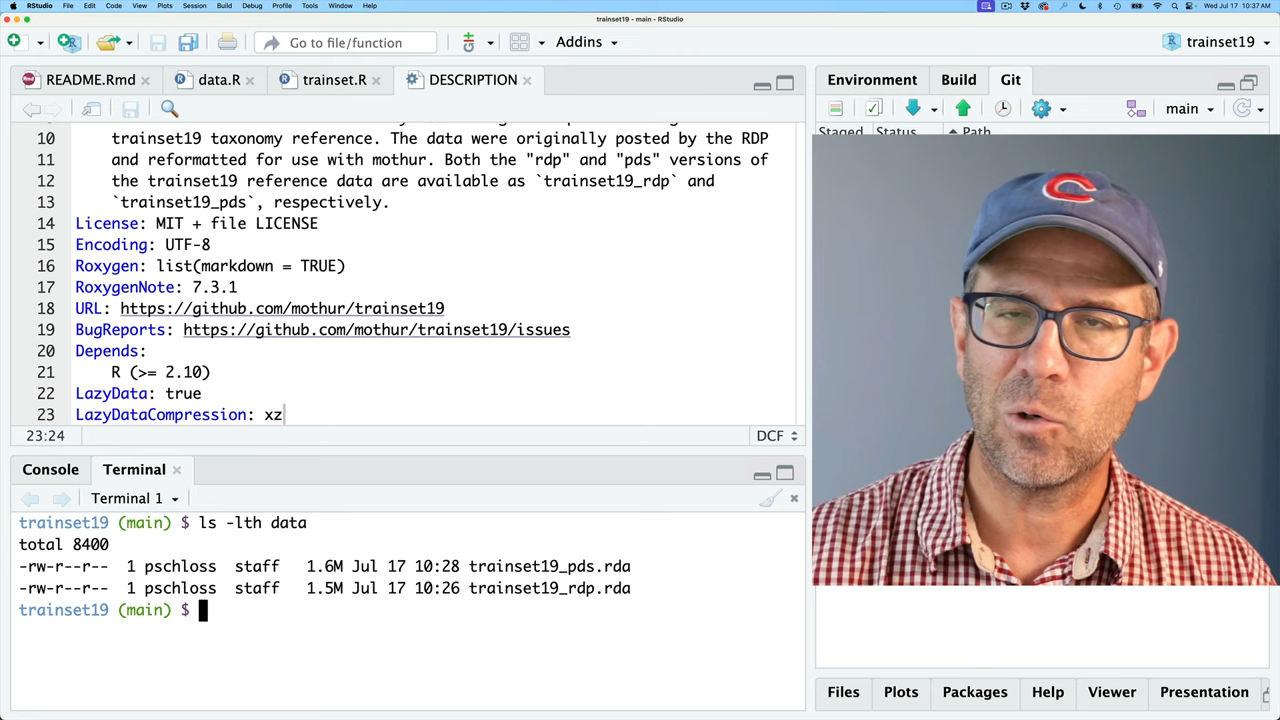 RStudio File Edit Code View Plots Session Build Debug Profile Tools Window Help Wed Jul 17 10:37 AM
trainset19 - main - RStudio
Go to file/function Addins trainset19
README.Rmd data.R trainset.R DESCRIPTION
10 trainset19 taxonomy reference. The data were originally posted by the RDP
11 and reformatted for use with mothur. Both the "rdp" and "pds" versions of
12 the trainset19 reference data are available as `trainset19_rdp` and
13 `trainset19_pds`, respectively.
14 License: MIT + file LICENSE
15 Encoding: UTF-8
16 Roxygen: list(markdown = TRUE)
17 RoxygenNote: 7.3.1
18 URL: https://github.com/mothur/trainset19
19 BugReports: https://github.com/mothur/trainset19/issues
20 Depends:
21 R (>= 2.10)
22 LazyData: true
23 LazyDataCompression: xz
23:24 DCF
Console Terminal
Terminal 1
trainset19 (main) $ ls -lth data
total 8400
-rw-r--r-- 1 pschloss staff 1.6M Jul 17 10:28 trainset19_pds.rda
-rw-r--r-- 1 pschloss staff 1.5M Jul 17 10:26 trainset19_rdp.rda
trainset19 (main) $
Environment Build Git
main
Staged Status Path
C
Files Plots Packages Help Viewer Presentation